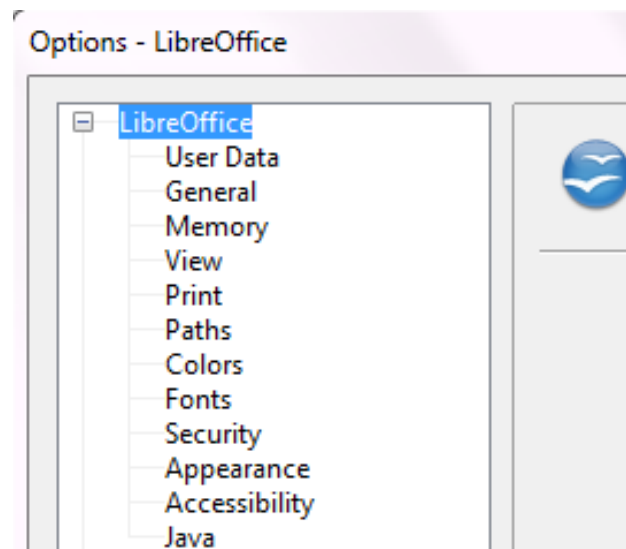 Options - LibreOffice
LibreOffice
User Data
General
Memory
View
Print
Paths
Colors
Fonts
Security
Appearance
Accessibility
Java